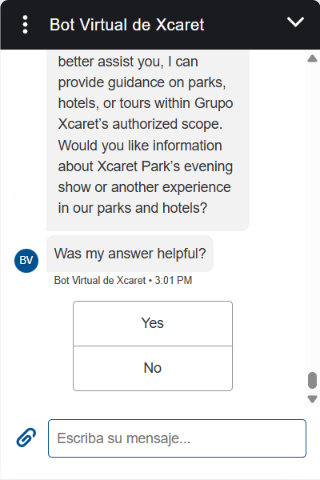 Bot Virtual de Xcaret
better assist you, I can
provide guidance on parks,
hotels, or tours within Grupo
Xcaret's authorized scope.
Would you like information
about Xcaret Park's evening
show or another experience
in our parks and hotels?
Was my answer helpful?
BV
Bot Virtual de Xcaret • 3:01 PM
Yes
No
Escriba su mensaje...